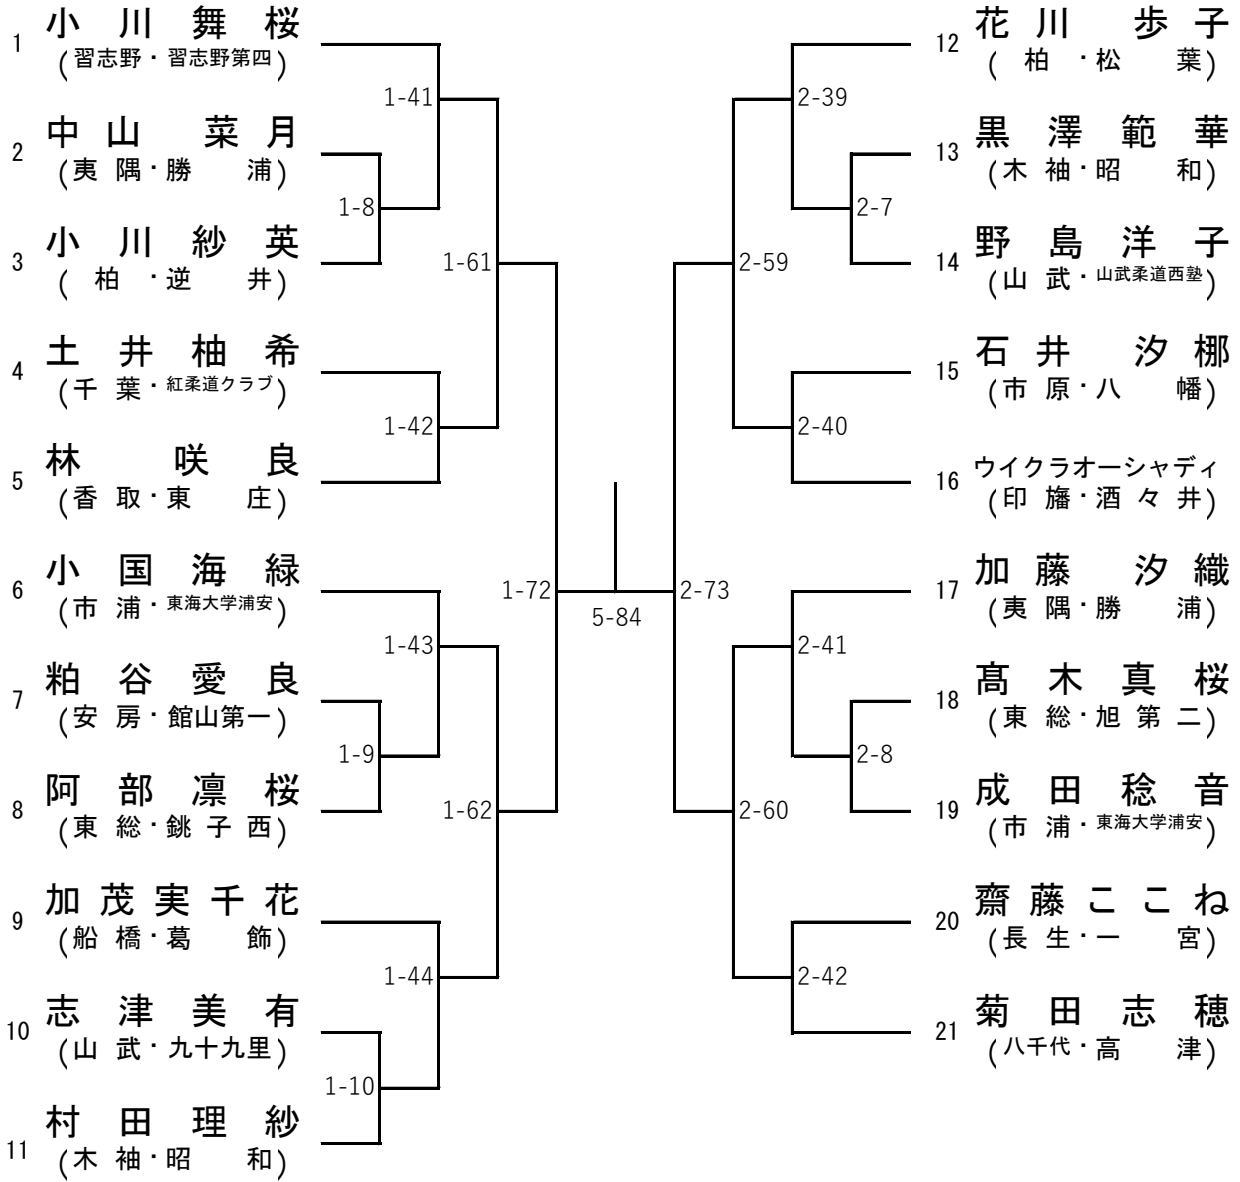 1 小川舞桜
(習志野・習志野第四)
2 中山 菜月
(夷隅・勝浦)
3 小川紗英
(柏・逆井)
4 土井柚希
(千葉・紅柔道クラブ)
5 林 咲良
(香取・東庄)
6 小国海緑
(市浦・東海大学浦安)
7 粕谷愛良
(安房・館山第一)
8 阿部凛桜
(東総・銚子西)
9 加茂実千花
(船橋・葛飾)
10 志津美有
(山武・九十九里)
11 村田理紗
(木袖・昭和)
1-41
1-8
1-61
1-42
1-72
1-43
1-9
1-62
1-44
1-10
5-84
2-39
2-7
2-59
2-40
2-73
2-41
2-8
2-60
2-42
12 花川 歩子
(柏・松葉)
13 黒澤範華
(木袖・昭和)
14 野島洋子
(山武・山武柔道西塾)
15 石井 汐梛
(市原・八幡)
16 ウイクラオーシャディ
(印旛・酒々井)
17 加藤 汐織
(夷隅・勝浦)
18 髙木真桜
(東総・旭第二)
19 成田稔音
(市浦・東海大学浦安)
20 齋藤ここね
(長生・一宮)
21 菊田志穂
(八千代・高津)